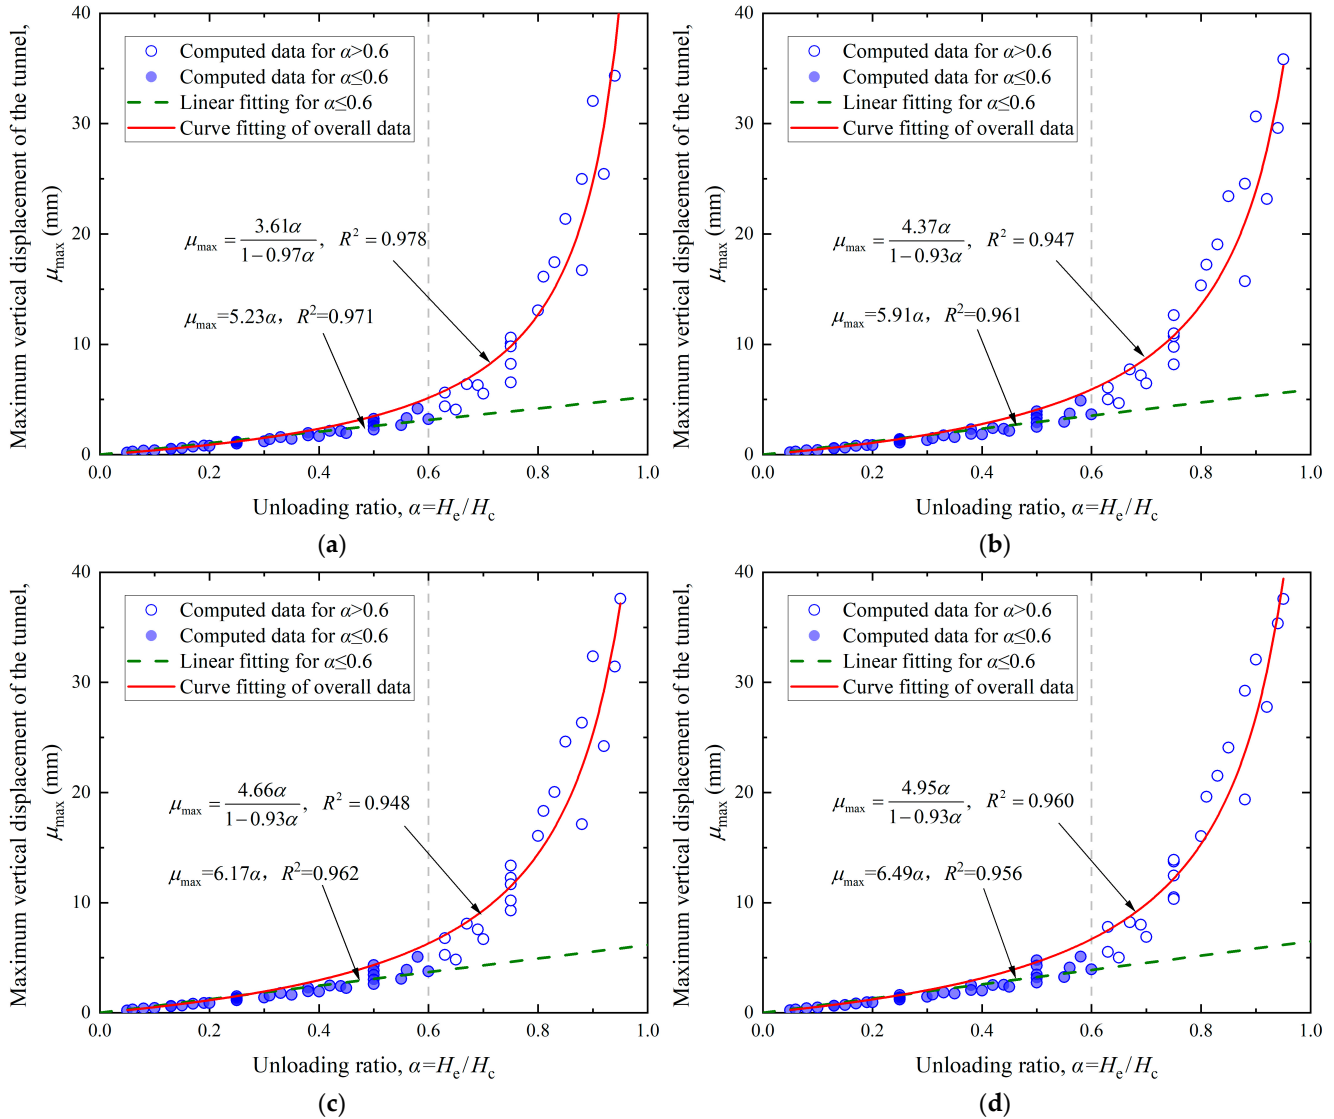 Maximum vertical displacement of the tunnel,
μmax (mm)
40
30
20
10
0
Computed data for α>0.6
Computed data for α≤0.6
Linear fitting for α≤0.6
Curve fitting of overall data
μmax = 3.61α / 1−0.97α, R² = 0.978
μmax=5.23α, R²=0.971
0.0 0.2 0.4 0.6 0.8 1.0
Unloading ratio, α=He/Hc
(a)
Maximum vertical displacement of the tunnel,
μmax (mm)
40
30
20
10
0
Computed data for α>0.6
Computed data for α≤0.6
Linear fitting for α≤0.6
Curve fitting of overall data
μmax = 4.37α / 1−0.93α, R² = 0.947
μmax=5.91α, R²=0.961
0.0 0.2 0.4 0.6 0.8 1.0
Unloading ratio, α=He/Hc
(b)
Maximum vertical displacement of the tunnel,
μmax (mm)
40
30
20
10
0
Computed data for α>0.6
Computed data for α≤0.6
Linear fitting for α≤0.6
Curve fitting of overall data
μmax = 4.66α / 1−0.93α, R² = 0.948
μmax=6.17α, R²=0.962
0.0 0.2 0.4 0.6 0.8 1.0
Unloading ratio, α=He/Hc
(c)
Maximum vertical displacement of the tunnel,
μmax (mm)
40
30
20
10
0
Computed data for α>0.6
Computed data for α≤0.6
Linear fitting for α≤0.6
Curve fitting of overall data
μmax = 4.95α / 1−0.93α, R² = 0.960
μmax=6.49α, R²=0.956
0.0 0.2 0.4 0.6 0.8 1.0
Unloading ratio, α=He/Hc
(d)